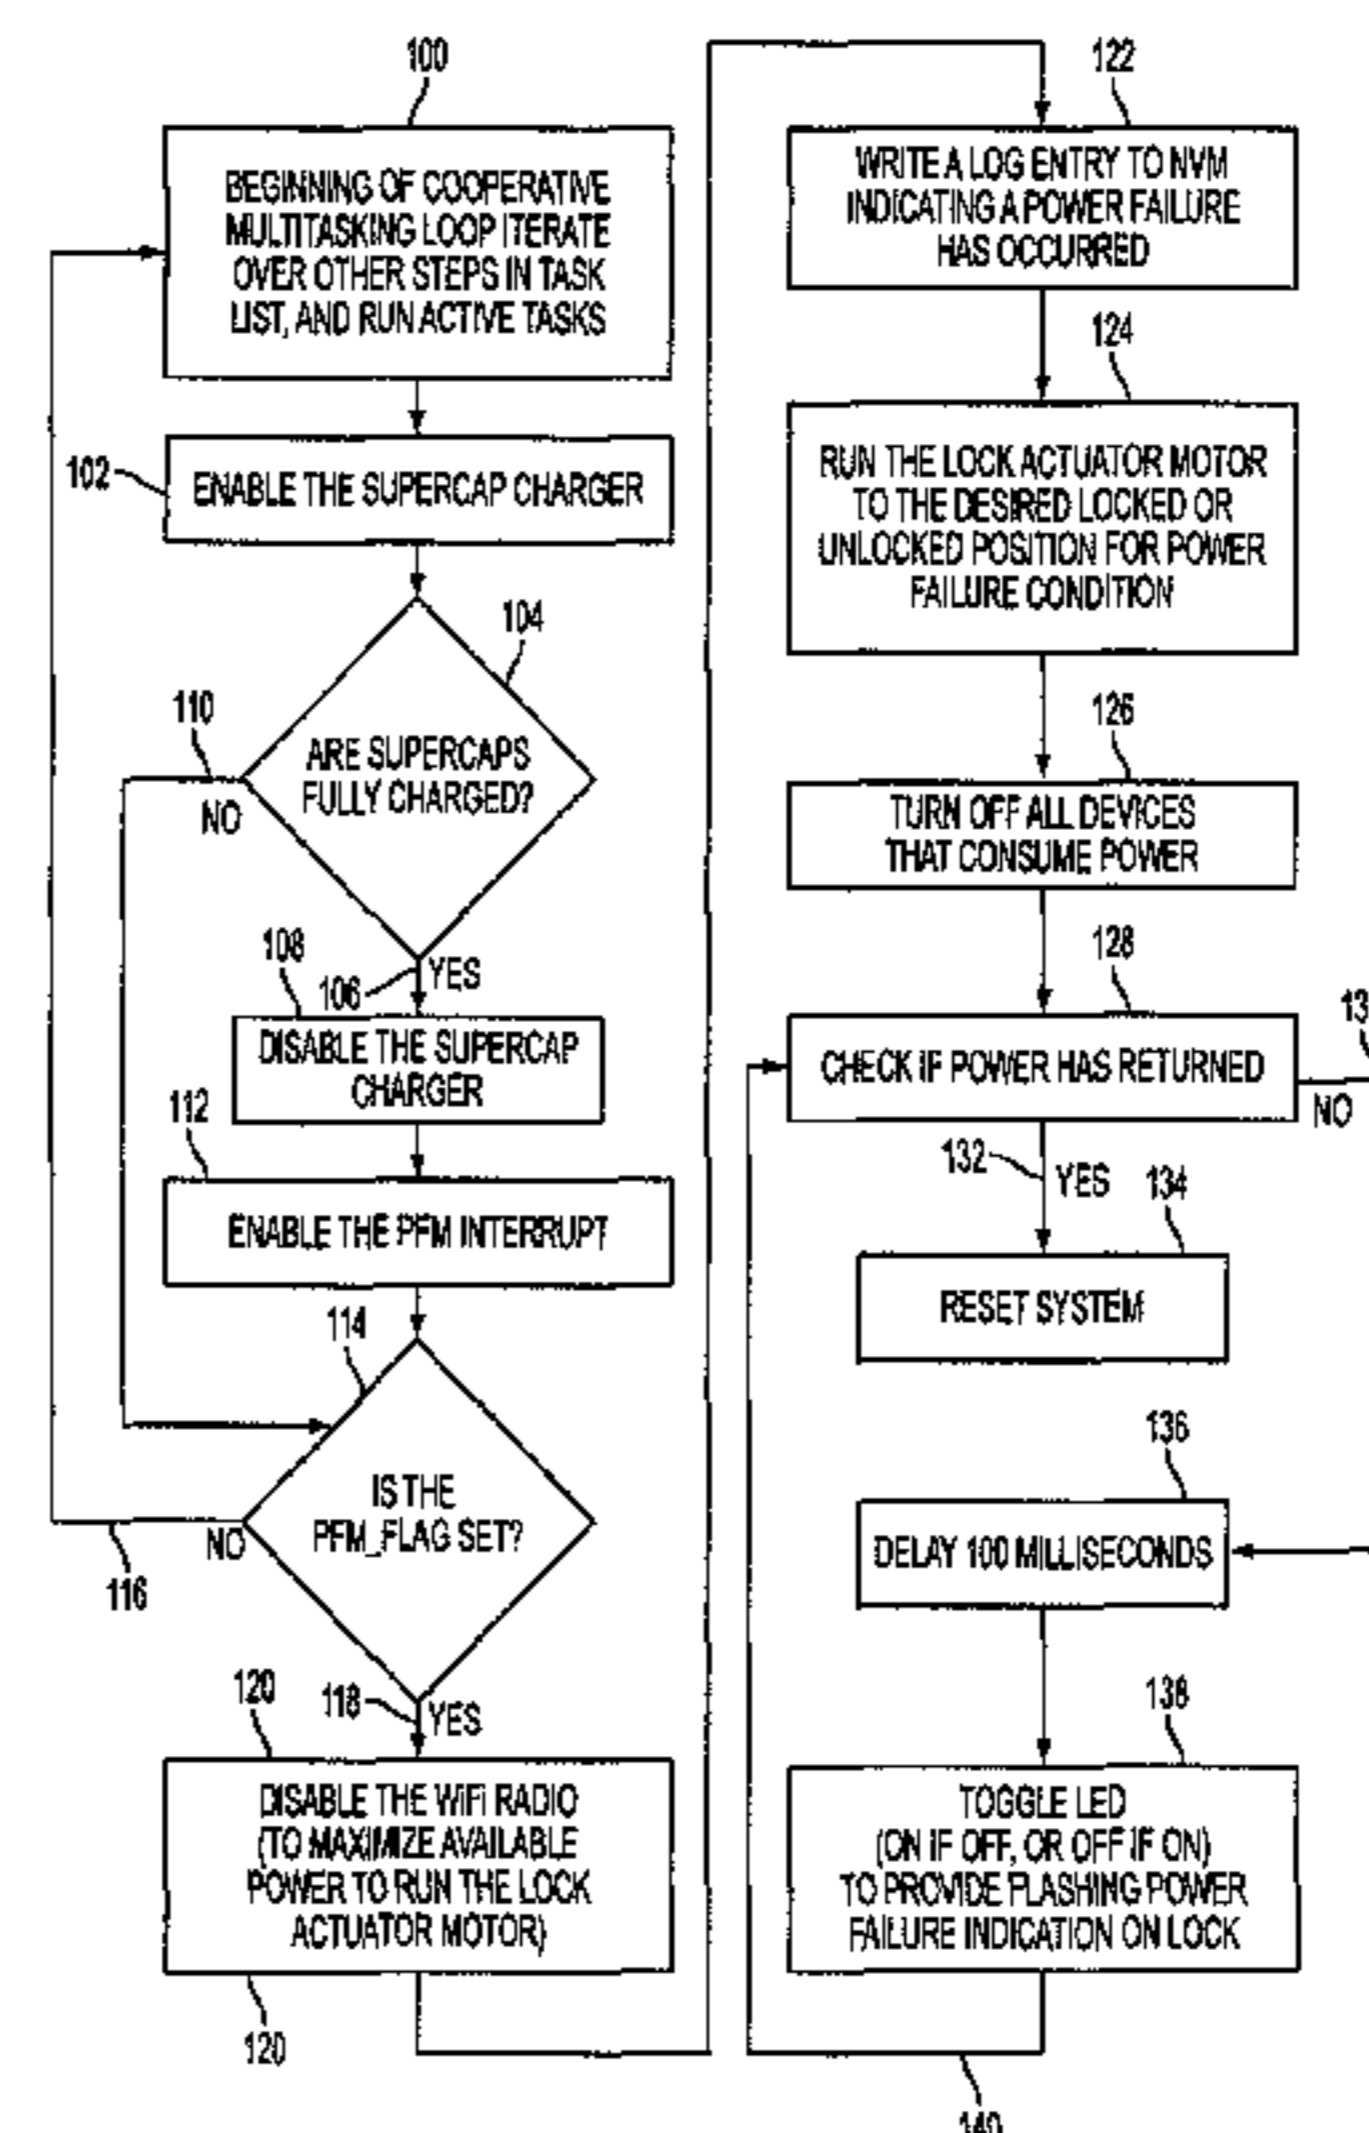 100
BEGINNING OF COOPERATIVE
MULTITASKING LOOP ITERATE
OVER OTHER STEPS IN TASK
LIST, AND RUN ACTIVE TASKS
102
ENABLE THE SUPERCAP CHARGER
104
ARE SUPERCAPS
FULLY CHARGED?
110
NO
106
YES
108
DISABLE THE SUPERCAP
CHARGER
112
ENABLE THE PFM INTERRUPT
114
IS THE
PFM_FLAG SET?
NO
116
118
YES
120
DISABLE THE WiFi RADIO
(TO MAXIMIZE AVAILABLE
POWER TO RUN THE LOCK
ACTUATOR MOTOR)
120
122
WRITE A LOG ENTRY TO NVM
INDICATING A POWER FAILURE
HAS OCCURRED
124
RUN THE LOCK ACTUATOR MOTOR
TO THE DESIRED LOCKED OR
UNLOCKED POSITION FOR POWER
FAILURE CONDITION
126
TURN OFF ALL DEVICES
THAT CONSUME POWER
128
CHECK IF POWER HAS RETURNED
NO
132
YES
134
RESET SYSTEM
136
DELAY 100 MILLISECONDS
138
TOGGLE LED
(ON IF OFF, OR OFF IF ON)
TO PROVIDE FLASHING POWER
FAILURE INDICATION ON LOCK
140